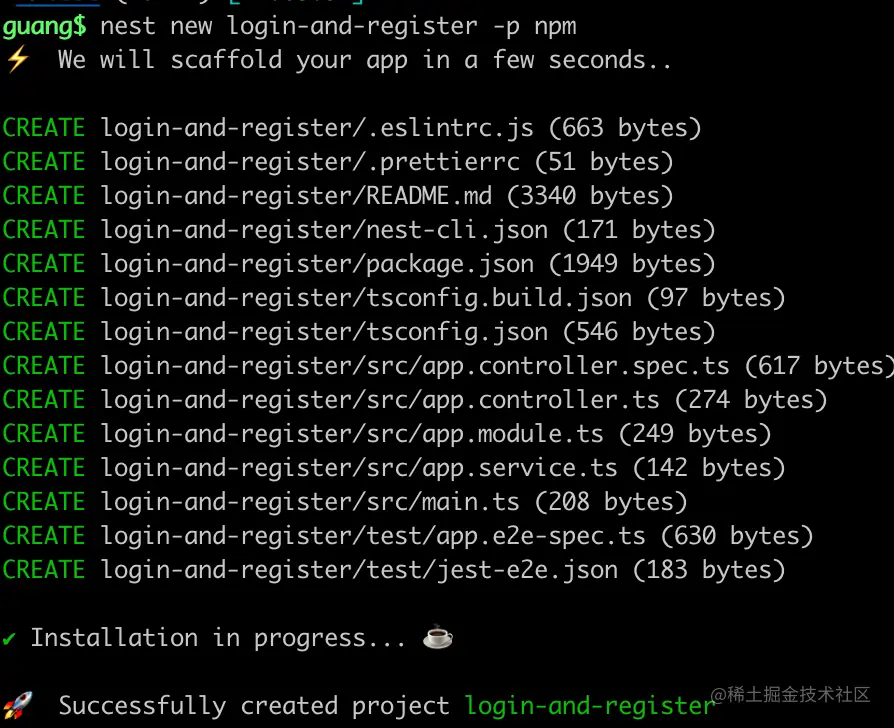 guang$ nest new login-and-register -p npm
⚡ We will scaffold your app in a few seconds..
CREATE login-and-register/.eslintrc.js (663 bytes)
CREATE login-and-register/.prettierrc (51 bytes)
CREATE login-and-register/README.md (3340 bytes)
CREATE login-and-register/nest-cli.json (171 bytes)
CREATE login-and-register/package.json (1949 bytes)
CREATE login-and-register/tsconfig.build.json (97 bytes)
CREATE login-and-register/tsconfig.json (546 bytes)
CREATE login-and-register/src/app.controller.spec.ts (617 bytes)
CREATE login-and-register/src/app.controller.ts (274 bytes)
CREATE login-and-register/src/app.module.ts (249 bytes)
CREATE login-and-register/src/app.service.ts (142 bytes)
CREATE login-and-register/src/main.ts (208 bytes)
CREATE login-and-register/test/app.e2e-spec.ts (630 bytes)
CREATE login-and-register/test/jest-e2e.json (183 bytes)
✔ Installation in progress... ☕
🚀 Successfully created project login-and-register
@稀土掘金技术社区